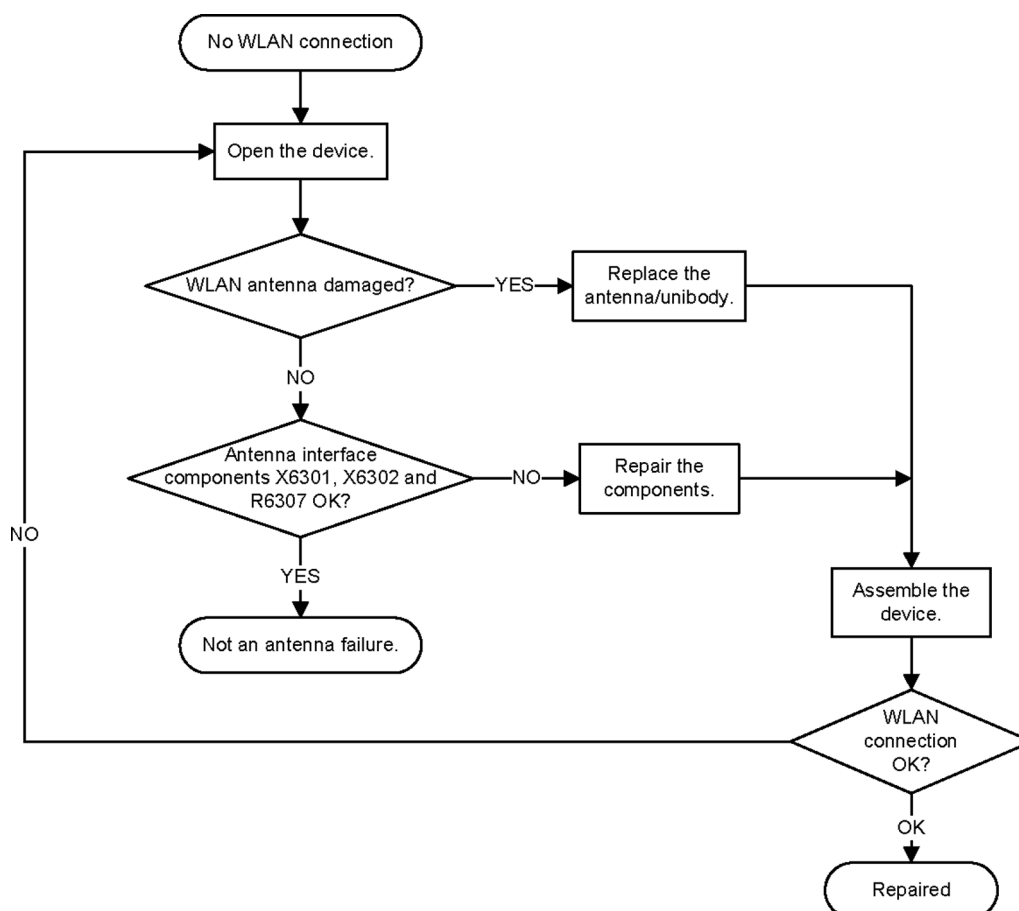 No WLAN connection
Open the device.
WLAN antenna damaged?
YES
Replace the
antenna/unibody.
NO
Antenna interface
components X6301, X6302 and
R6307 OK?
NO
Repair the
components.
NO
YES
Not an antenna failure.
Assemble the
device.
WLAN
connection
OK?
OK
Repaired